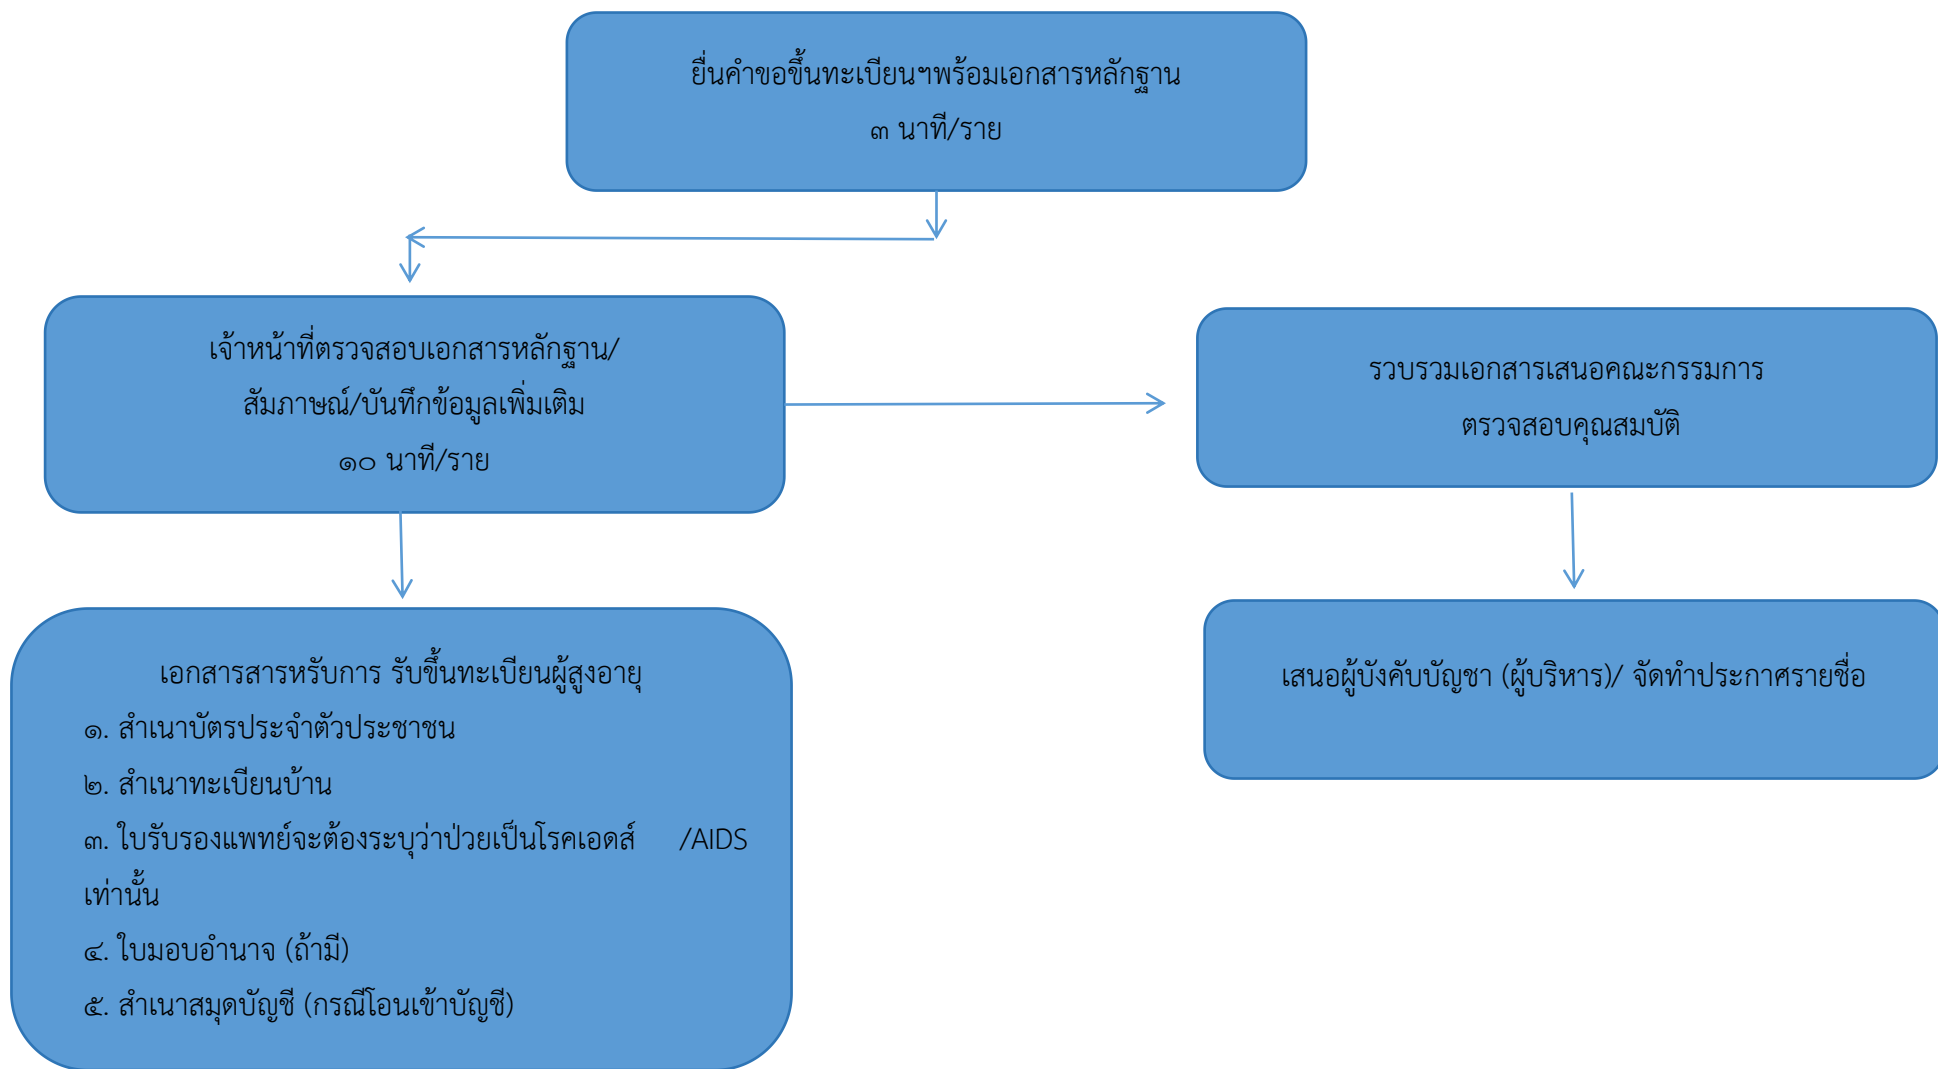 ยื่นคำขอขึ้นทะเบียนฯพร้อมเอกสารหลักฐาน
๓ นาที/ราย
เจ้าหน้าที่ตรวจสอบเอกสารหลักฐาน/
สัมภาษณ์/บันทึกข้อมูลเพิ่มเติม
๑๐ นาที/ราย
รวบรวมเอกสารเสนอคณะกรรมการ
ตรวจสอบคุณสมบัติ
เอกสารสารหรับการ รับขึ้นทะเบียนผู้สูงอายุ
๑. สำเนาบัตรประจำตัวประชาชน
๒. สำเนาทะเบียนบ้าน
๓. ใบรับรองแพทย์จะต้องระบุว่าป่วยเป็นโรคเอดส์ /AIDS
เท่านั้น
๔. ใบมอบอำนาจ (ถ้ามี)
๕. สำเนาสมุดบัญชี (กรณีโอนเข้าบัญชี)
เสนอผู้บังคับบัญชา (ผู้บริหาร)/ จัดทำประกาศรายชื่อ